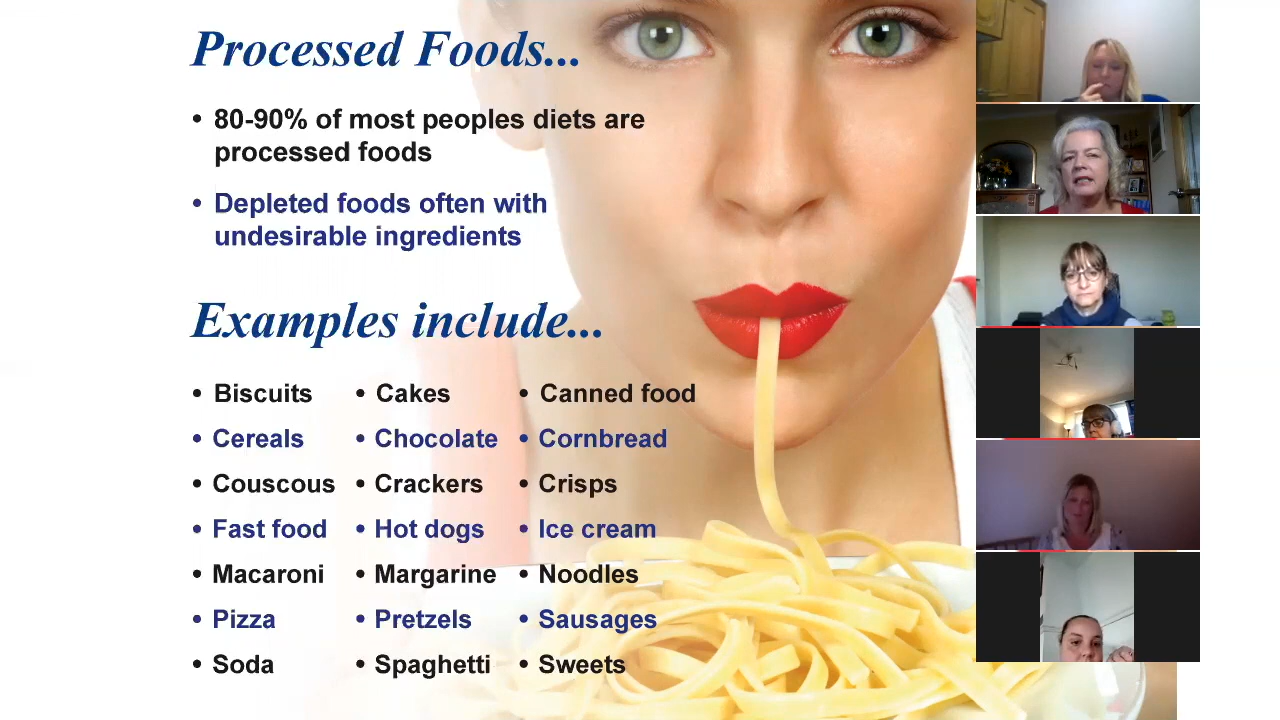 Processed Foods...
• 80-90% of most peoples diets are
processed foods
• Depleted foods often with
undesirable ingredients
Examples include...
• Biscuits • Cakes • Canned food
• Cereals • Chocolate • Cornbread
• Couscous • Crackers • Crisps
• Fast food • Hot dogs • Ice cream
• Macaroni • Margarine • Noodles
• Pizza • Pretzels • Sausages
• Soda • Spaghetti • Sweets